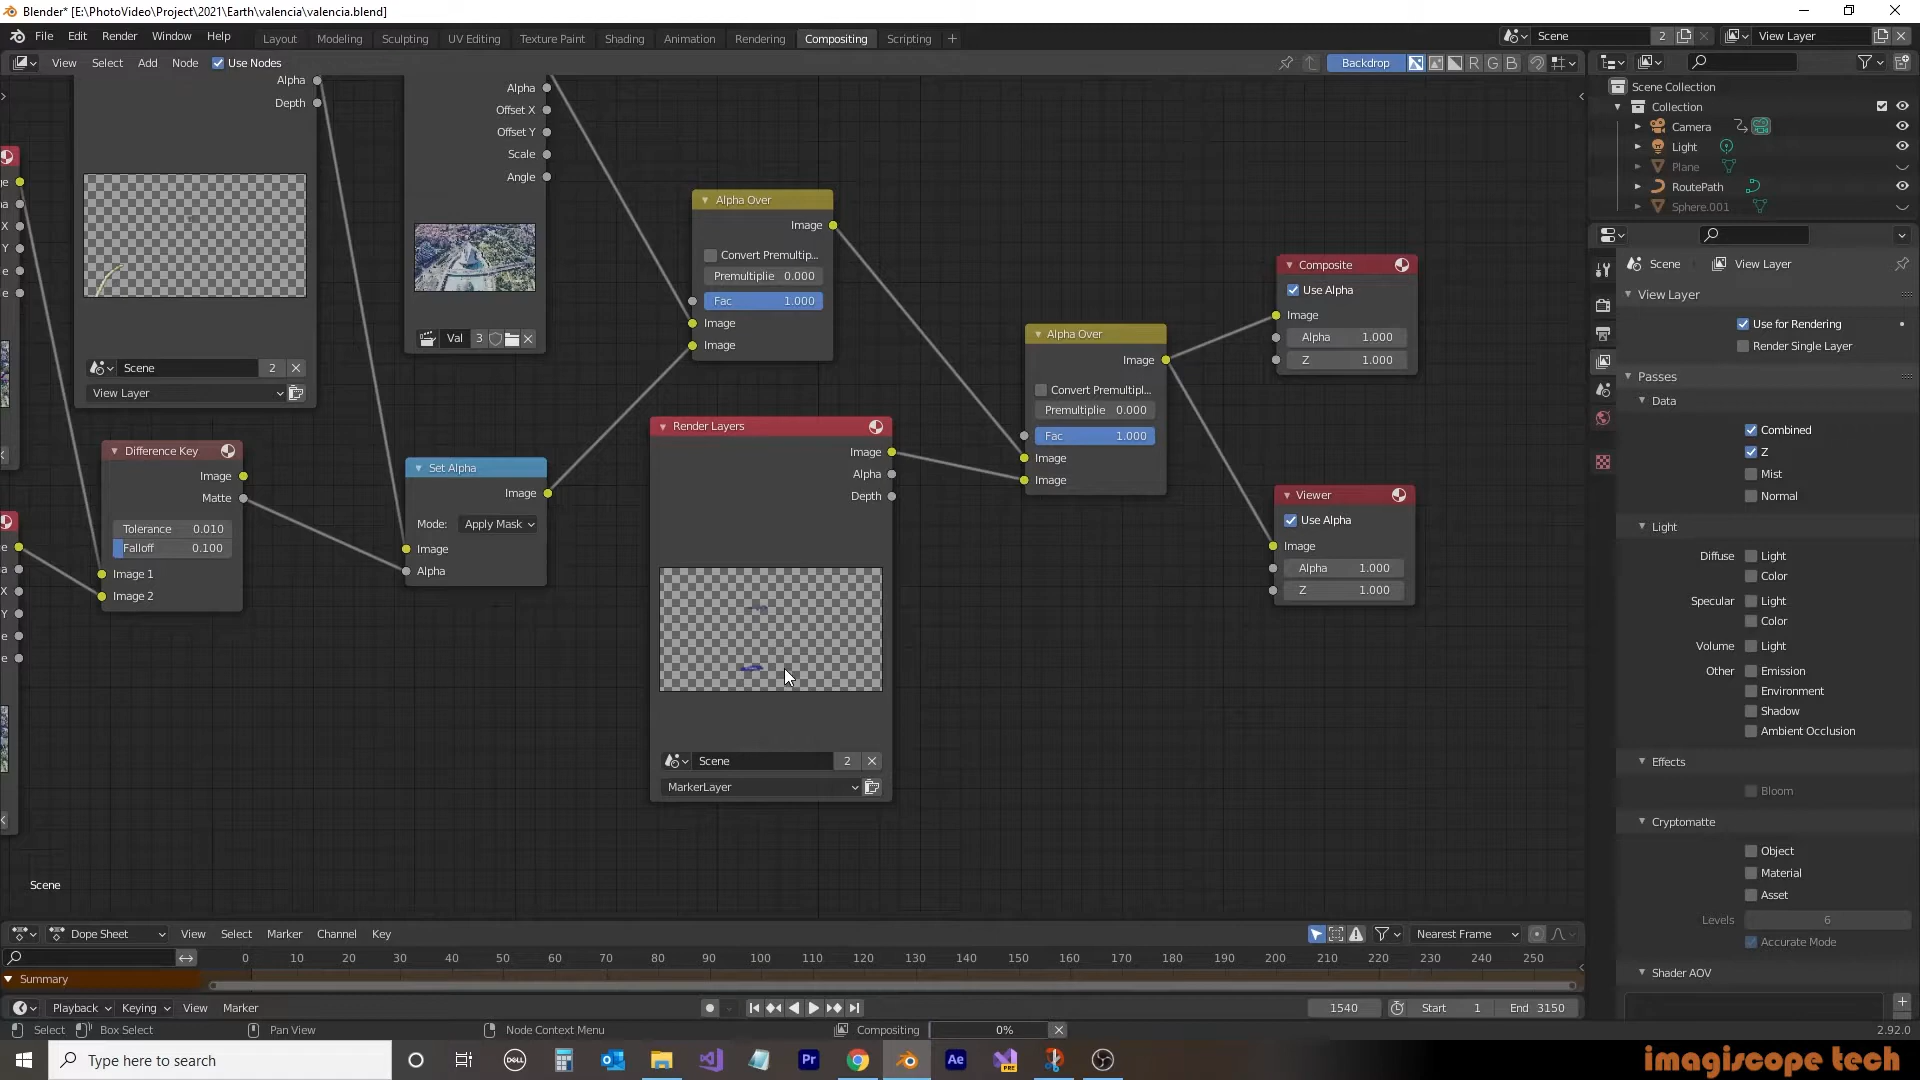 Blender* [E:\PhotoVideo\Project\2021\Earth\valencia\valencia.blend]
File Edit Render Window Help Layout Modeling Sculpting UV Editing Texture Paint Shading Animation Rendering Compositing Scripting + Scene 2 View Layer
View Select Add Node Use Nodes Backdrop R G B
Scene Collection
Collection
Camera
Light
Plane
RoutePath
Sphere.001
Alpha
Depth
Scene 2
View Layer
Alpha
Offset X
Offset Y
Scale
Angle
Val 3
Alpha Over
Image
Convert Premultip...
Premultiplie 0.000
Fac 1.000
Image
Image
Alpha Over
Image
Convert Premultipl...
Premultiplie 0.000
Fac 1.000
Image
Image
Composite
Use Alpha
Image
Alpha 1.000
Z 1.000
Viewer
Use Alpha
Image
Alpha 1.000
Z 1.000
Difference Key
Image
Matte
Tolerance 0.010
Falloff 0.100
Image 1
Image 2
Set Alpha
Image
Mode: Apply Mask
Image
Alpha
Render Layers
Image
Alpha
Depth
Scene 2
MarkerLayer
Scene
Scene View Layer
View Layer
Use for Rendering
Render Single Layer
Passes
Data
Combined
Z
Mist
Normal
Light
Diffuse Light
Color
Specular Light
Color
Volume Light
Other Emission
Environment
Shadow
Ambient Occlusion
Effects
Bloom
Cryptomatte
Object
Material
Asset
Levels 6
Accurate Mode
Shader AOV
Dope Sheet View Select Marker Channel Key Nearest Frame
0 10 20 30 40 50 60 70 80 90 100 110 120 130 140 150 160 170 180 190 200 210 220 230 240 250
Summary
Playback Keying View Marker 1540 Start 1 End 3150
Select Box Select Pan View Node Context Menu Compositing 0% 2.92.0
Type here to search
DELL
Pr
Ae
PRE
imagiscope tech